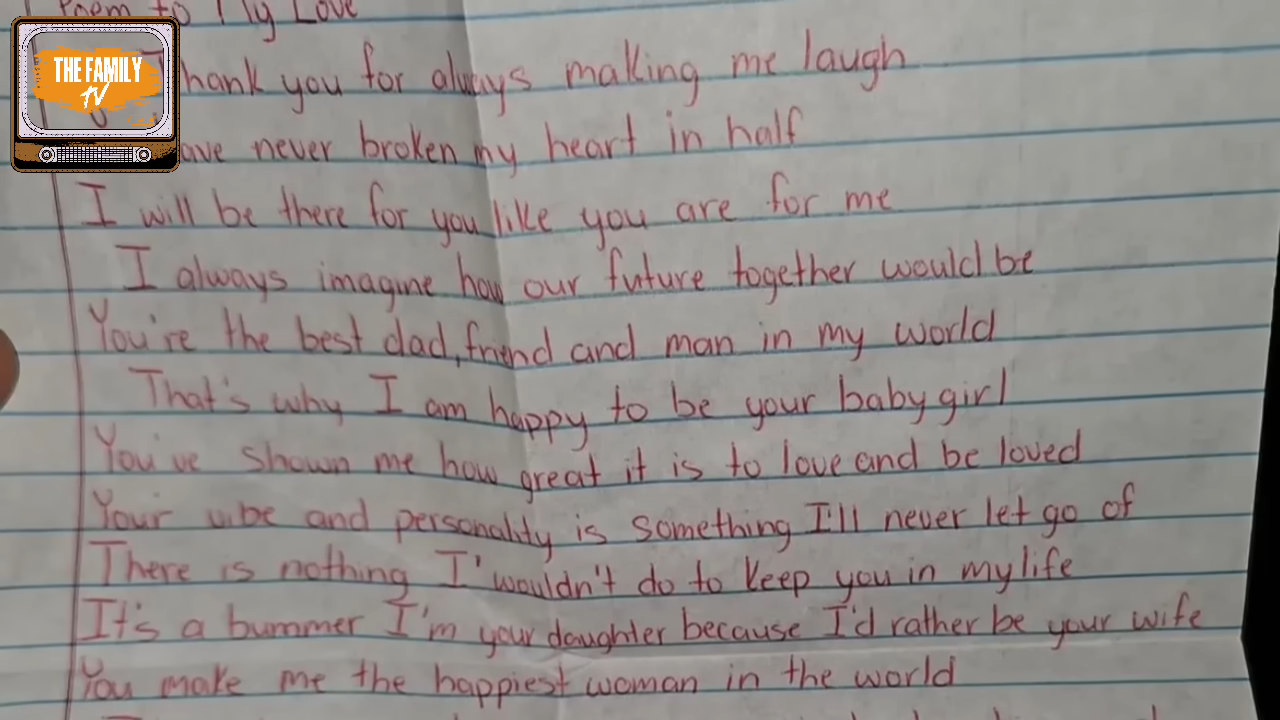 Poem to My Love
THE FAMILY
TV
Thank you for always making me laugh
ave never broken my heart in half
I will be there for you like you are for me
I always imagine how our future together would be
You're the best dad, friend and man in my world
That's why I am happy to be your baby girl
You've shown me how great it is to love and be loved
Your vibe and personality is something I'll never let go of
There is nothing I'wouldn't do to keep you in my life
It's a bummer I'm your daughter because I'd rather be your wife
You make me the happiest woman in the world